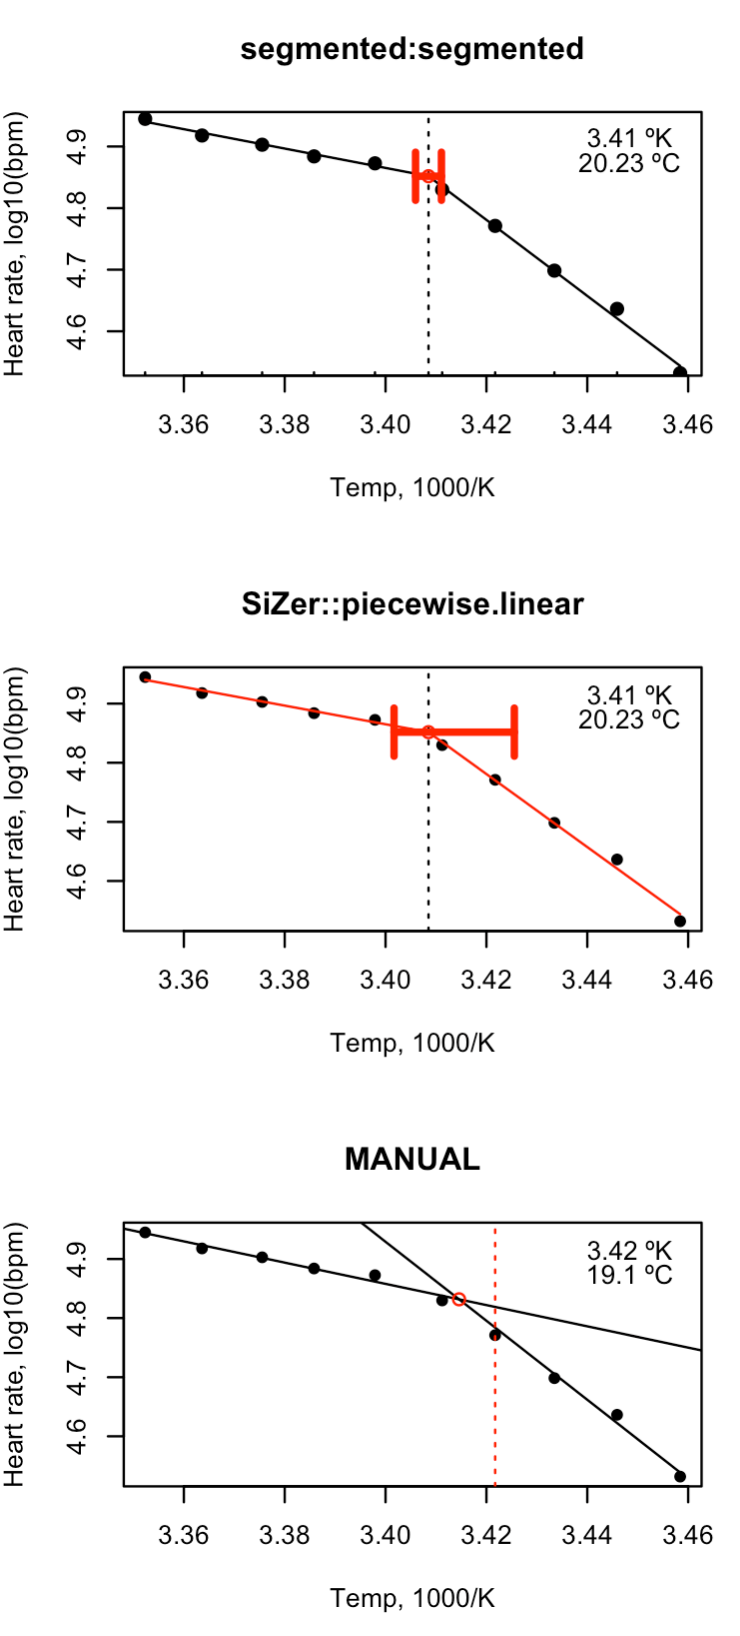 segmented:segmented
Heart rate, log10(bpm)
4.9
4.8
4.7
4.6
3.41 ºK
20.23 ºC
3.36 3.38 3.40 3.42 3.44 3.46
Temp, 1000/K
SiZer::piecewise.linear
Heart rate, log10(bpm)
4.9
4.8
4.7
4.6
3.41 ºK
20.23 ºC
3.36 3.38 3.40 3.42 3.44 3.46
Temp, 1000/K
MANUAL
Heart rate, log10(bpm)
4.9
4.8
4.7
4.6
3.42 ºK
19.1 ºC
3.36 3.38 3.40 3.42 3.44 3.46
Temp, 1000/K